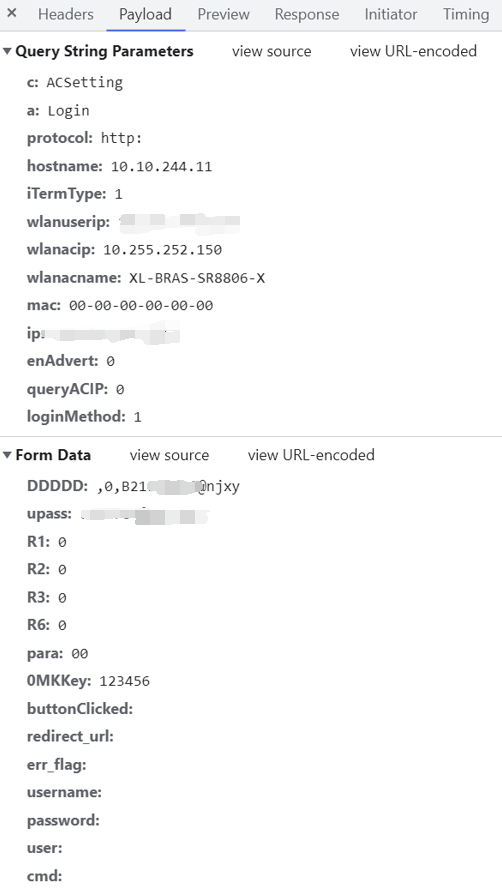 × Headers Payload Preview Response Initiator Timing
▼ Query String Parameters view source view URL-encoded
c: ACSetting
a: Login
protocol: http:
hostname: 10.10.244.11
iTermType: 1
wlanuserip:
wlanacip: 10.255.252.150
wlanacname: XL-BRAS-SR8806-X
mac: 00-00-00-00-00-00
ip:
enAdvert: 0
queryACIP: 0
loginMethod: 1
▼ Form Data view source view URL-encoded
DDDDD: ,0,B21 @njxy
upass:
R1: 0
R2: 0
R3: 0
R6: 0
para: 00
0MKKey: 123456
buttonClicked:
redirect_url:
err_flag:
username:
password:
user:
cmd: